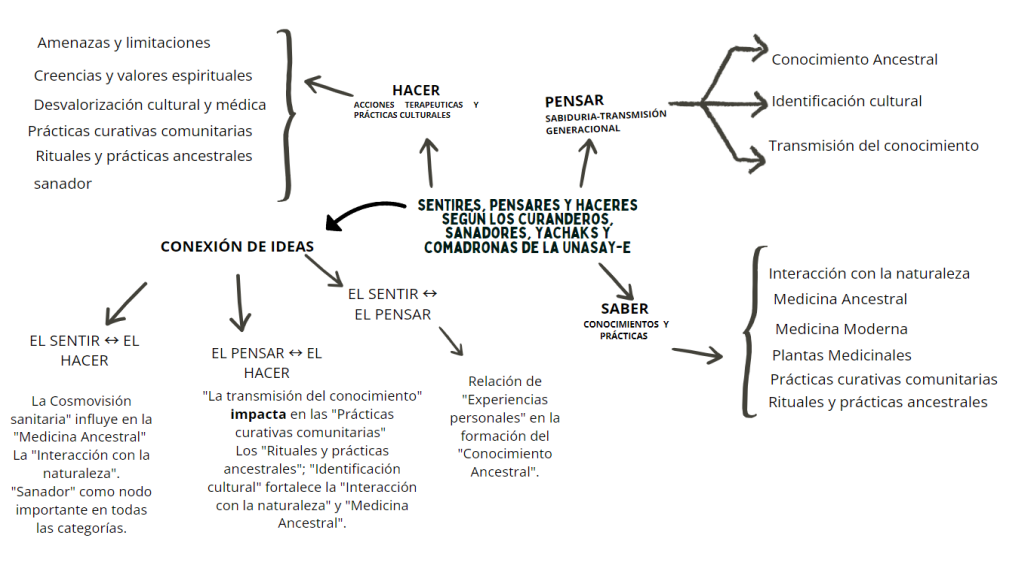 Amenazas y limitaciones
Creencias y valores espirituales
Desvalorización cultural y médica
Prácticas curativas comunitarias
Rituales y prácticas ancestrales
sanador
HACER
ACCIONES TERAPEUTICAS Y
PRÁCTICAS CULTURALES
PENSAR
SABIDURIA-TRANSMISIÓN
GENERACIONAL
Conocimiento Ancestral
Identificación cultural
Transmisión del conocimiento
SENTIRES, PENSARES Y HACERES
SEGÚN LOS CURANDEROS,
SANADORES, YACHAKS Y
COMADRONAS DE LA UNASAY-E
CONEXIÓN DE IDEAS
EL SENTIR ↔
EL PENSAR
SABER
CONOCIMIENTOS Y
PRÁCTICAS
Interacción con la naturaleza
Medicina Ancestral
Medicina Moderna
Plantas Medicinales
Prácticas curativas comunitarias
Rituales y prácticas ancestrales
EL SENTIR ↔ EL
HACER
La Cosmovisión
sanitaria" influye en la
"Medicina Ancestral"
La "Interacción con la
naturaleza".
"Sanador" como nodo
importante en todas
las categorías.
EL PENSAR ↔ EL
HACER
"La transmisión del conocimiento"
impacta en las "Prácticas
curativas comunitarias"
Los "Rituales y prácticas
ancestrales"; "Identificación
cultural" fortalece la "Interacción
con la naturaleza" y "Medicina
Ancestral".
Relación de
"Experiencias
personales" en la
formación del
"Conocimiento
Ancestral".